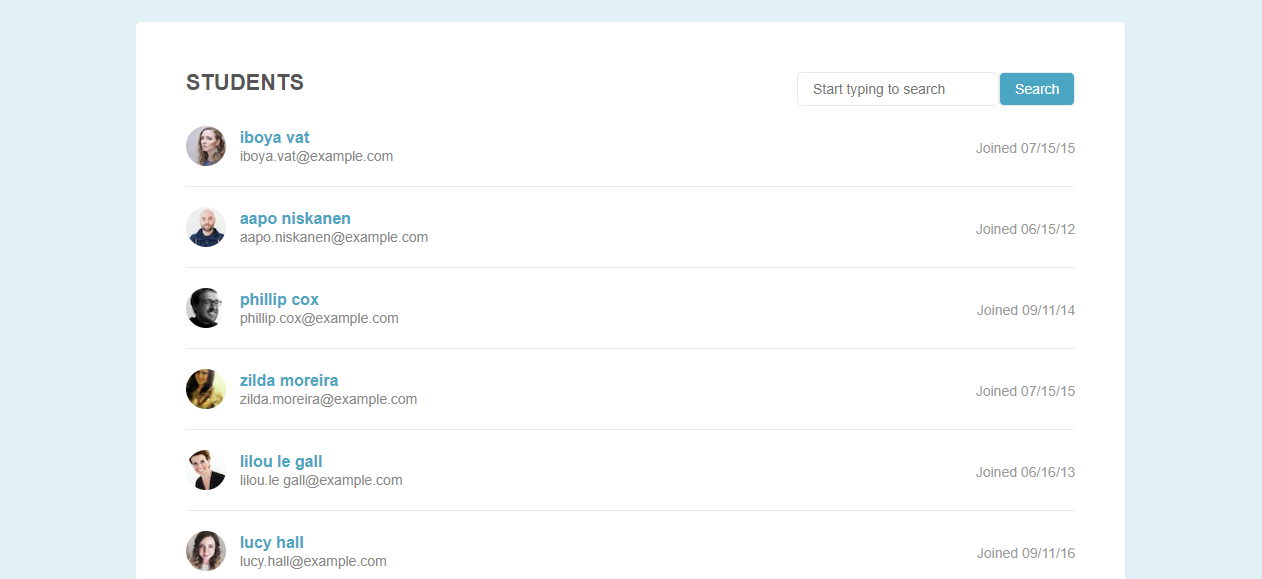 STUDENTS
Start typing to search
Search
iboya vat
iboya.vat@example.com
Joined 07/15/15
aapo niskanen
aapo.niskanen@example.com
Joined 06/15/12
phillip cox
phillip.cox@example.com
Joined 09/11/14
zilda moreira
zilda.moreira@example.com
Joined 07/15/15
lilou le gall
lilou.le gall@example.com
Joined 06/16/13
lucy hall
lucy.hall@example.com
Joined 09/11/16